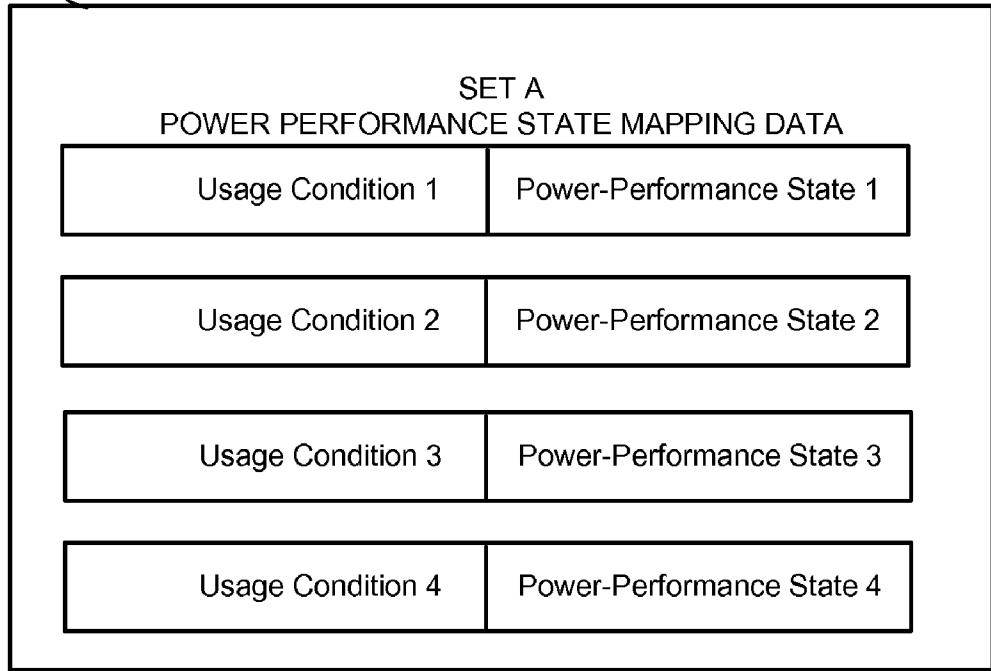 SET A
POWER PERFORMANCE STATE MAPPING DATA
Usage Condition 1 Power-Performance State 1
Usage Condition 2 Power-Performance State 2
Usage Condition 3 Power-Performance State 3
Usage Condition 4 Power-Performance State 4